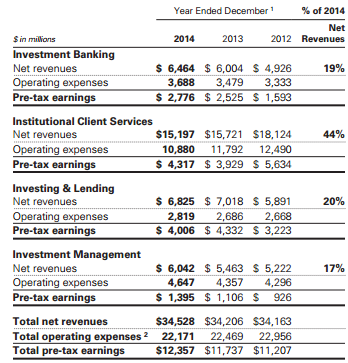 Year Ended December ¹ % of 2014
Net
$ in millions 2014 2013 2012 Revenues
Investment Banking
Net revenues $ 6,464 $ 6,004 $ 4,926 19%
Operating expenses 3,688 3,479 3,333
Pre-tax earnings $ 2,776 $ 2,525 $ 1,593
Institutional Client Services
Net revenues $15,197 $15,721 $18,124 44%
Operating expenses 10,880 11,792 12,490
Pre-tax earnings $ 4,317 $ 3,929 $ 5,634
Investing & Lending
Net revenues $ 6,825 $ 7,018 $ 5,891 20%
Operating expenses 2,819 2,686 2,668
Pre-tax earnings $ 4,006 $ 4,332 $ 3,223
Investment Management
Net revenues $ 6,042 $ 5,463 $ 5,222 17%
Operating expenses 4,647 4,357 4,296
Pre-tax earnings $ 1,395 $ 1,106 $ 926
Total net revenues $34,528 $34,206 $34,163
Total operating expenses ² 22,171 22,469 22,956
Total pre-tax earnings $12,357 $11,737 $11,207